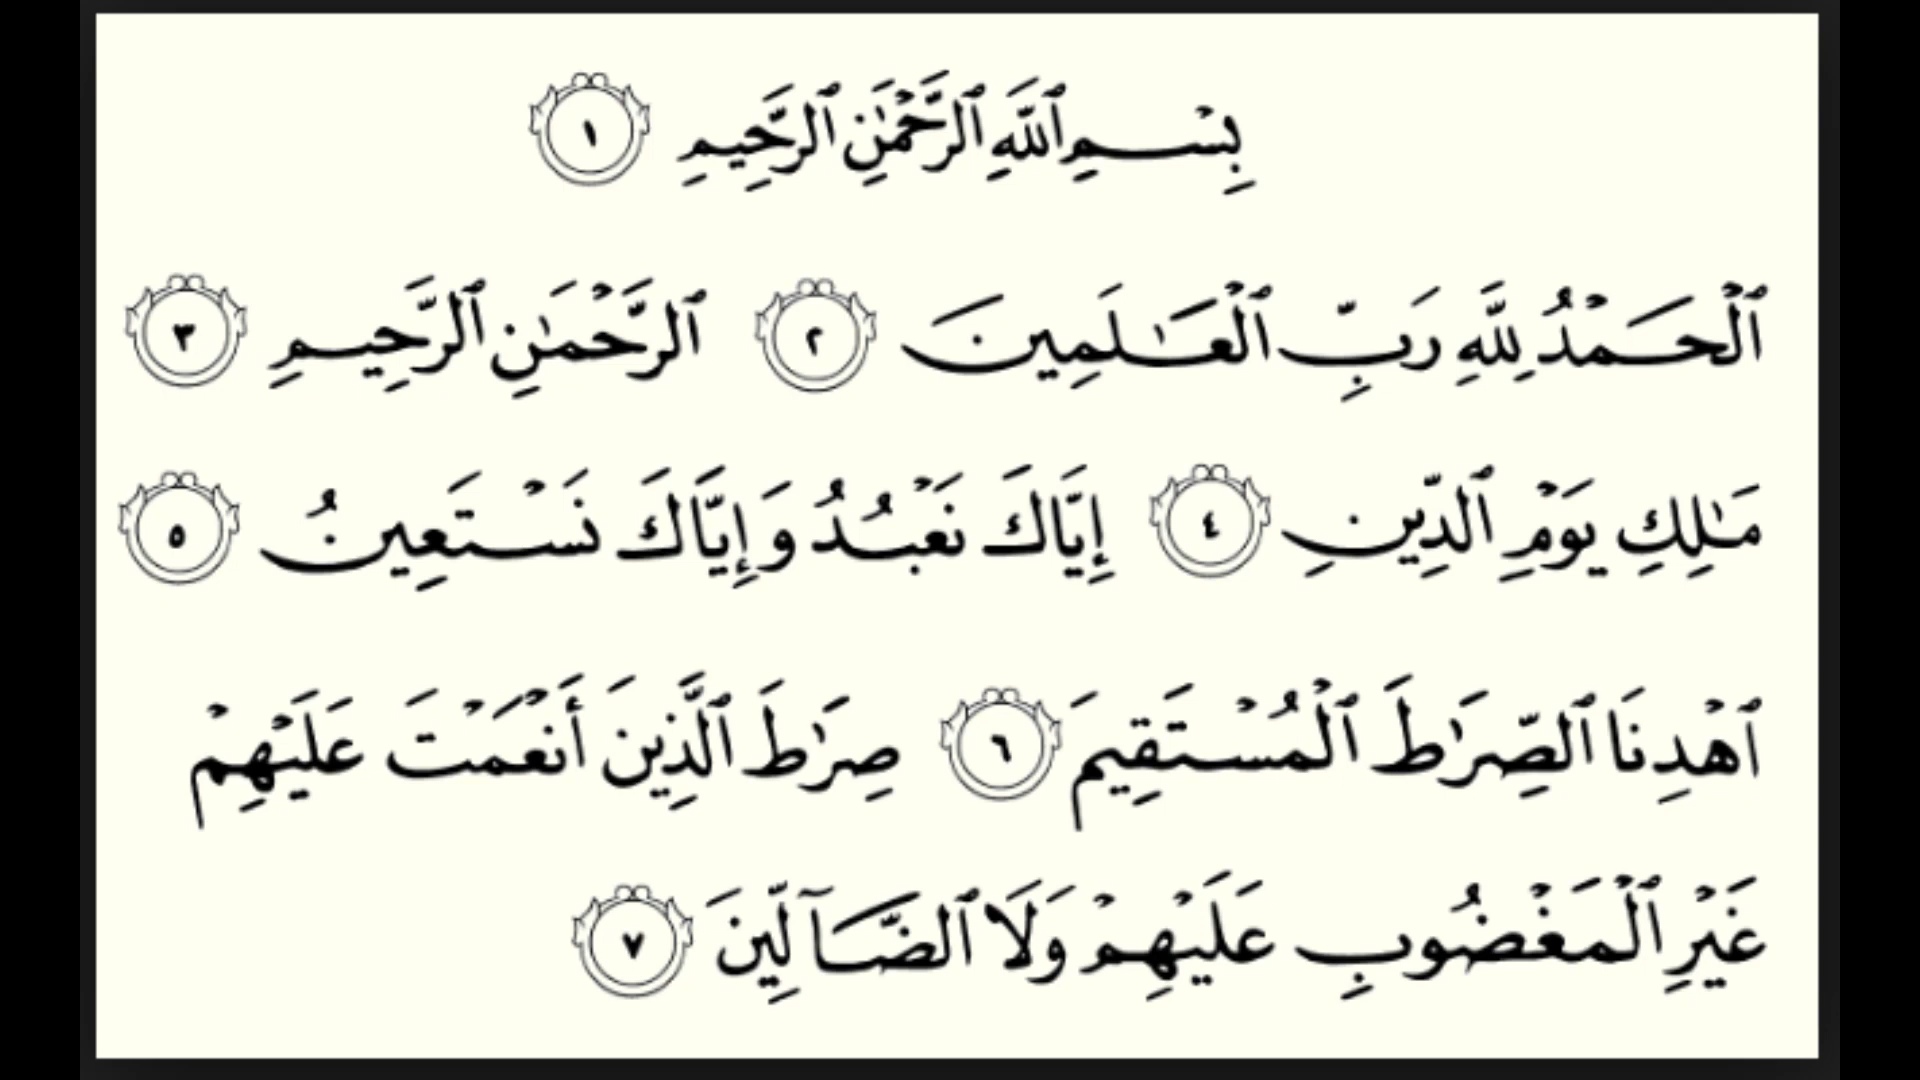 بِسْمِ ٱللَّهِ ٱلرَّحْمَٰنِ ٱلرَّحِيمِ ١
ٱلْحَمْدُ لِلَّهِ رَبِّ ٱلْعَـٰلَمِينَ ٢ ٱلرَّحْمَـٰنِ ٱلرَّحِيمِ ٣
مَـٰلِكِ يَوْمِ ٱلدِّينِ ٤ إِيَّاكَ نَعْبُدُ وَإِيَّاكَ نَسْتَعِينُ ٥
ٱهْدِنَا ٱلصِّرَٰطَ ٱلْمُسْتَقِيمَ ٦ صِرَٰطَ ٱلَّذِينَ أَنْعَمْتَ عَلَيْهِمْ
غَيْرِ ٱلْمَغْضُوبِ عَلَيْهِمْ وَلَا ٱلضَّآلِّينَ ٧